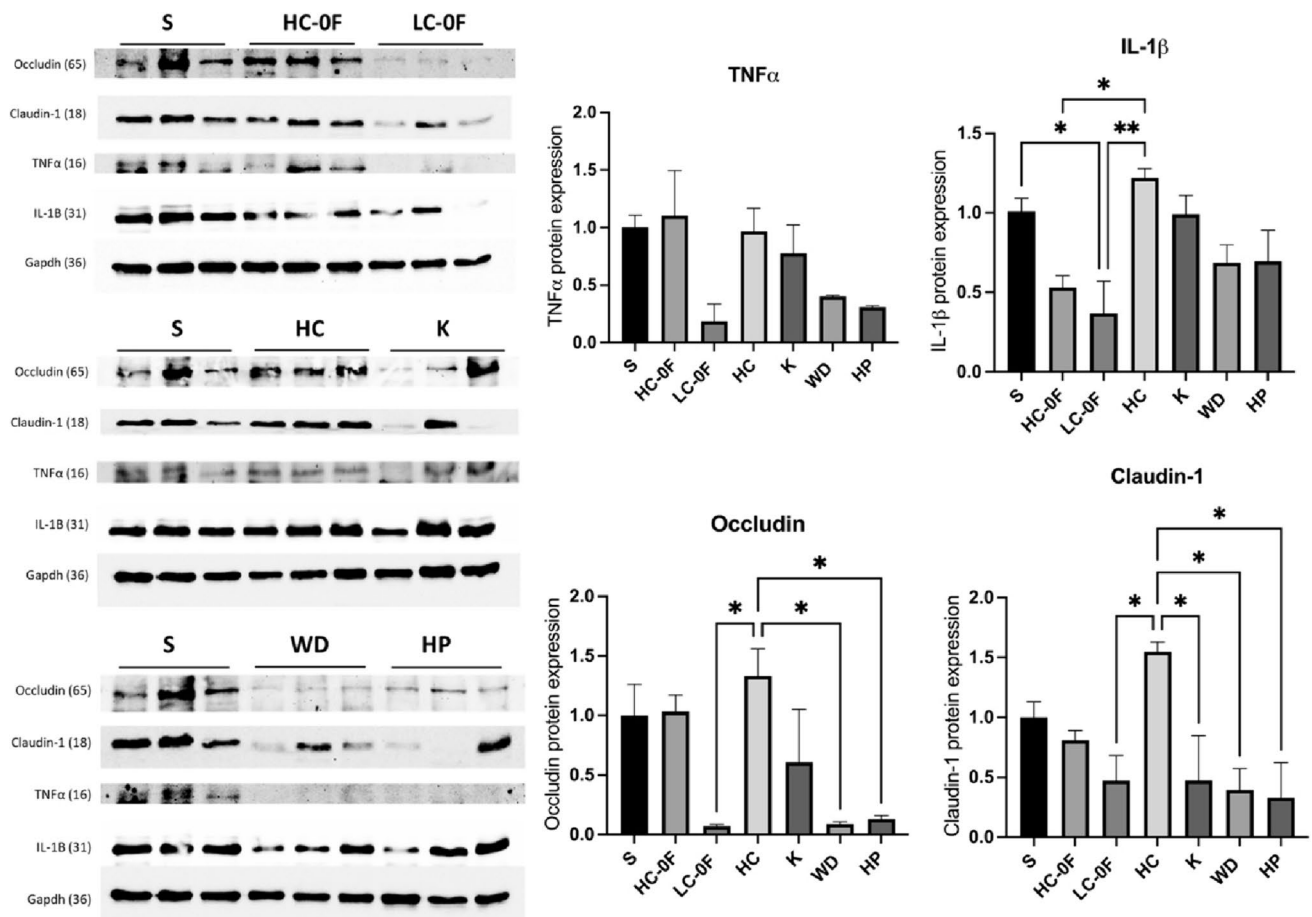 S HC-0F LC-0F
Occludin (65)
Claudin-1 (18)
TNFα (16)
IL-1B (31)
Gapdh (36)
S HC K
Occludin (65)
Claudin-1 (18)
TNFα (16)
IL-1B (31)
Gapdh (36)
S WD HP
Occludin (65)
Claudin-1 (18)
TNFα (16)
IL-1B (31)
Gapdh (36)
TNFα
TNFα protein expression
2.0
1.5
1.0
0.5
0.0
S HC-0F LC-0F HC K WD HP
IL-1β
IL-1β protein expression
*
* **
1.5
1.0
0.5
0.0
S HC-0F LC-0F HC K WD HP
Occludin
Occludin protein expression
*
* *
2.0
1.5
1.0
0.5
0.0
S HC-0F LC-0F HC K WD HP
Claudin-1
Claudin-1 protein expression
*
*
* *
2.0
1.5
1.0
0.5
0.0
S HC-0F LC-0F HC K WD HP